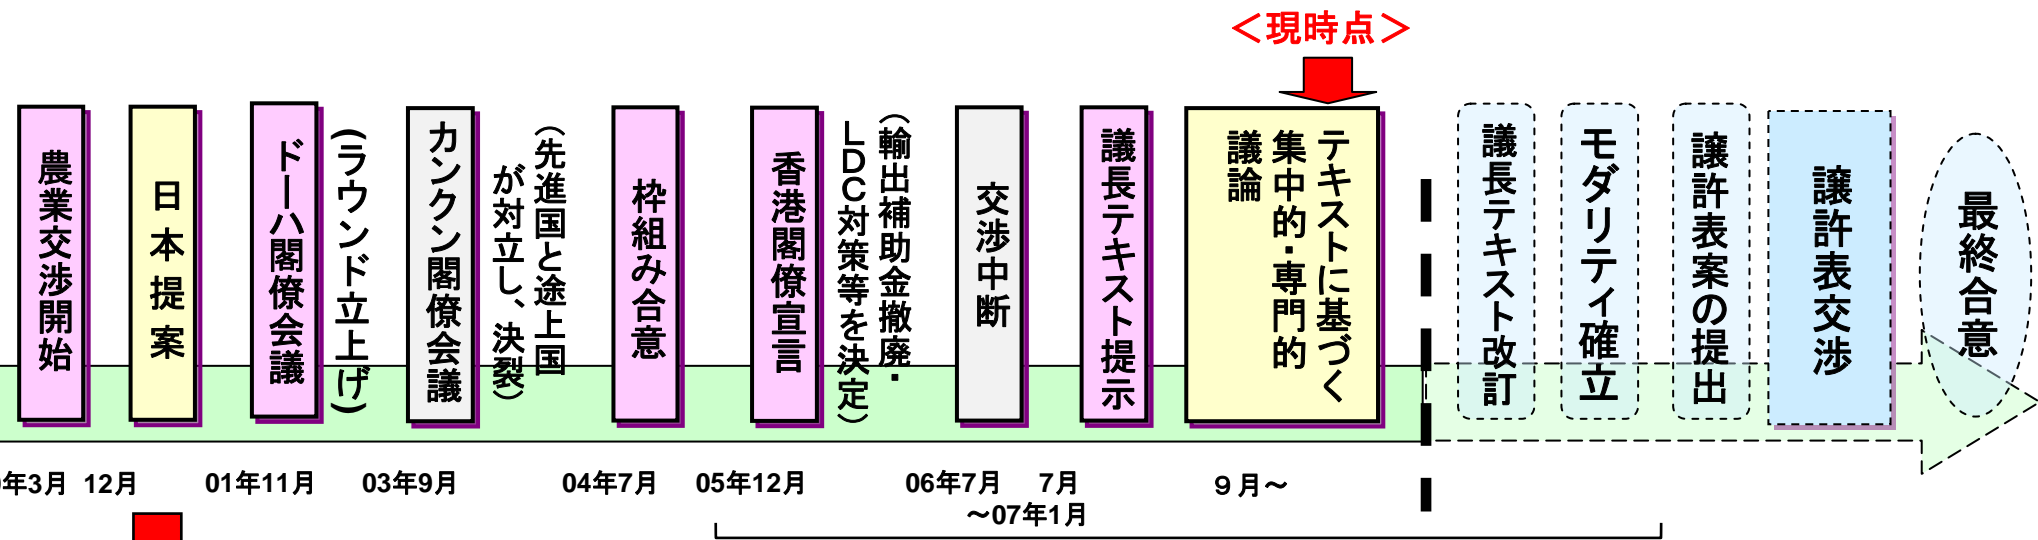 ＜現時点＞
農業交渉開始
日本提案
ドーハ閣僚会議
(ラウンド立上げ)
カンクン閣僚会議
（先進国と途上国
が対立し、決裂）
枠組み合意
香港閣僚宣言
（輸出補助金撤廃・
ＬＤＣ対策等を決定）
交渉中断
議長テキスト提示
テキストに基づく
集中的・専門的
議論
議長テキスト改訂
モダリティ確立
譲許表案の提出
譲許表交渉
最終合意
年3月
12月
01年11月
03年9月
04年7月
05年12月
06年7月
～07年1月
7月
９月～